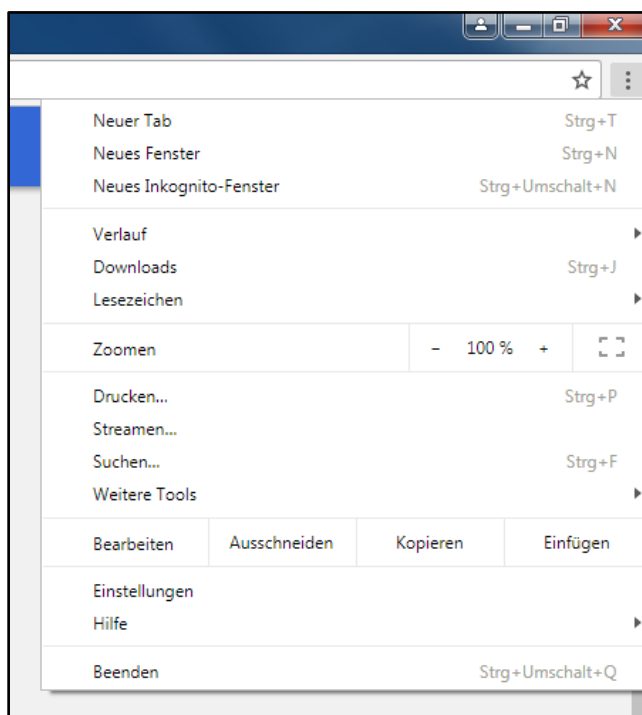 Neuer Tab Strg+T
Neues Fenster Strg+N
Neues Inkognito-Fenster Strg+Umschalt+N
Verlauf
Downloads Strg+J
Lesezeichen
Zoomen - 100 % +
Drucken... Strg+P
Streamen...
Suchen... Strg+F
Weitere Tools
Bearbeiten Ausschneiden Kopieren Einfügen
Einstellungen
Hilfe
Beenden Strg+Umschalt+Q